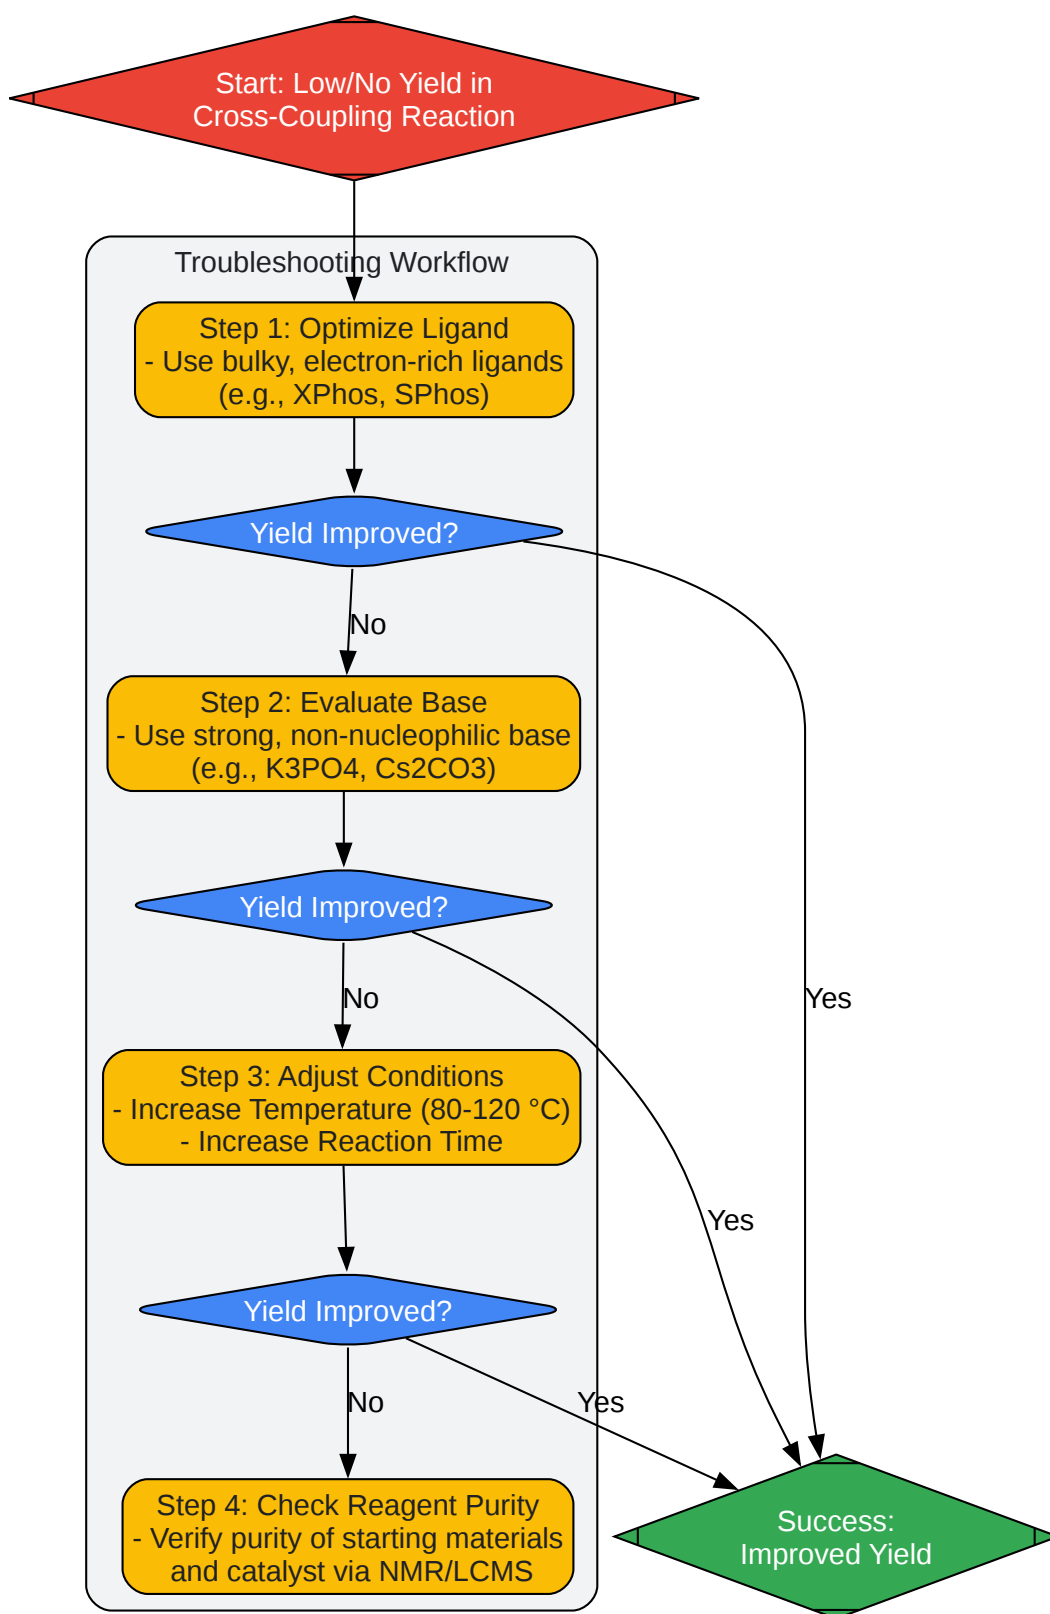 Start: Low/No Yield in
Cross-Coupling Reaction
Troubleshooting Workflow
Step 1: Optimize Ligand
- Use bulky, electron-rich ligands
(e.g., XPhos, SPhos)
Yield Improved?
No
Step 2: Evaluate Base
- Use strong, non-nucleophilic base
(e.g., K3PO4, Cs2CO3)
Yield Improved?
No
Yes
Step 3: Adjust Conditions
- Increase Temperature (80-120 °C)
- Increase Reaction Time
Yes
Yield Improved?
No
Yes
Step 4: Check Reagent Purity
- Verify purity of starting materials
and catalyst via NMR/LCMS
Success:
Improved Yield